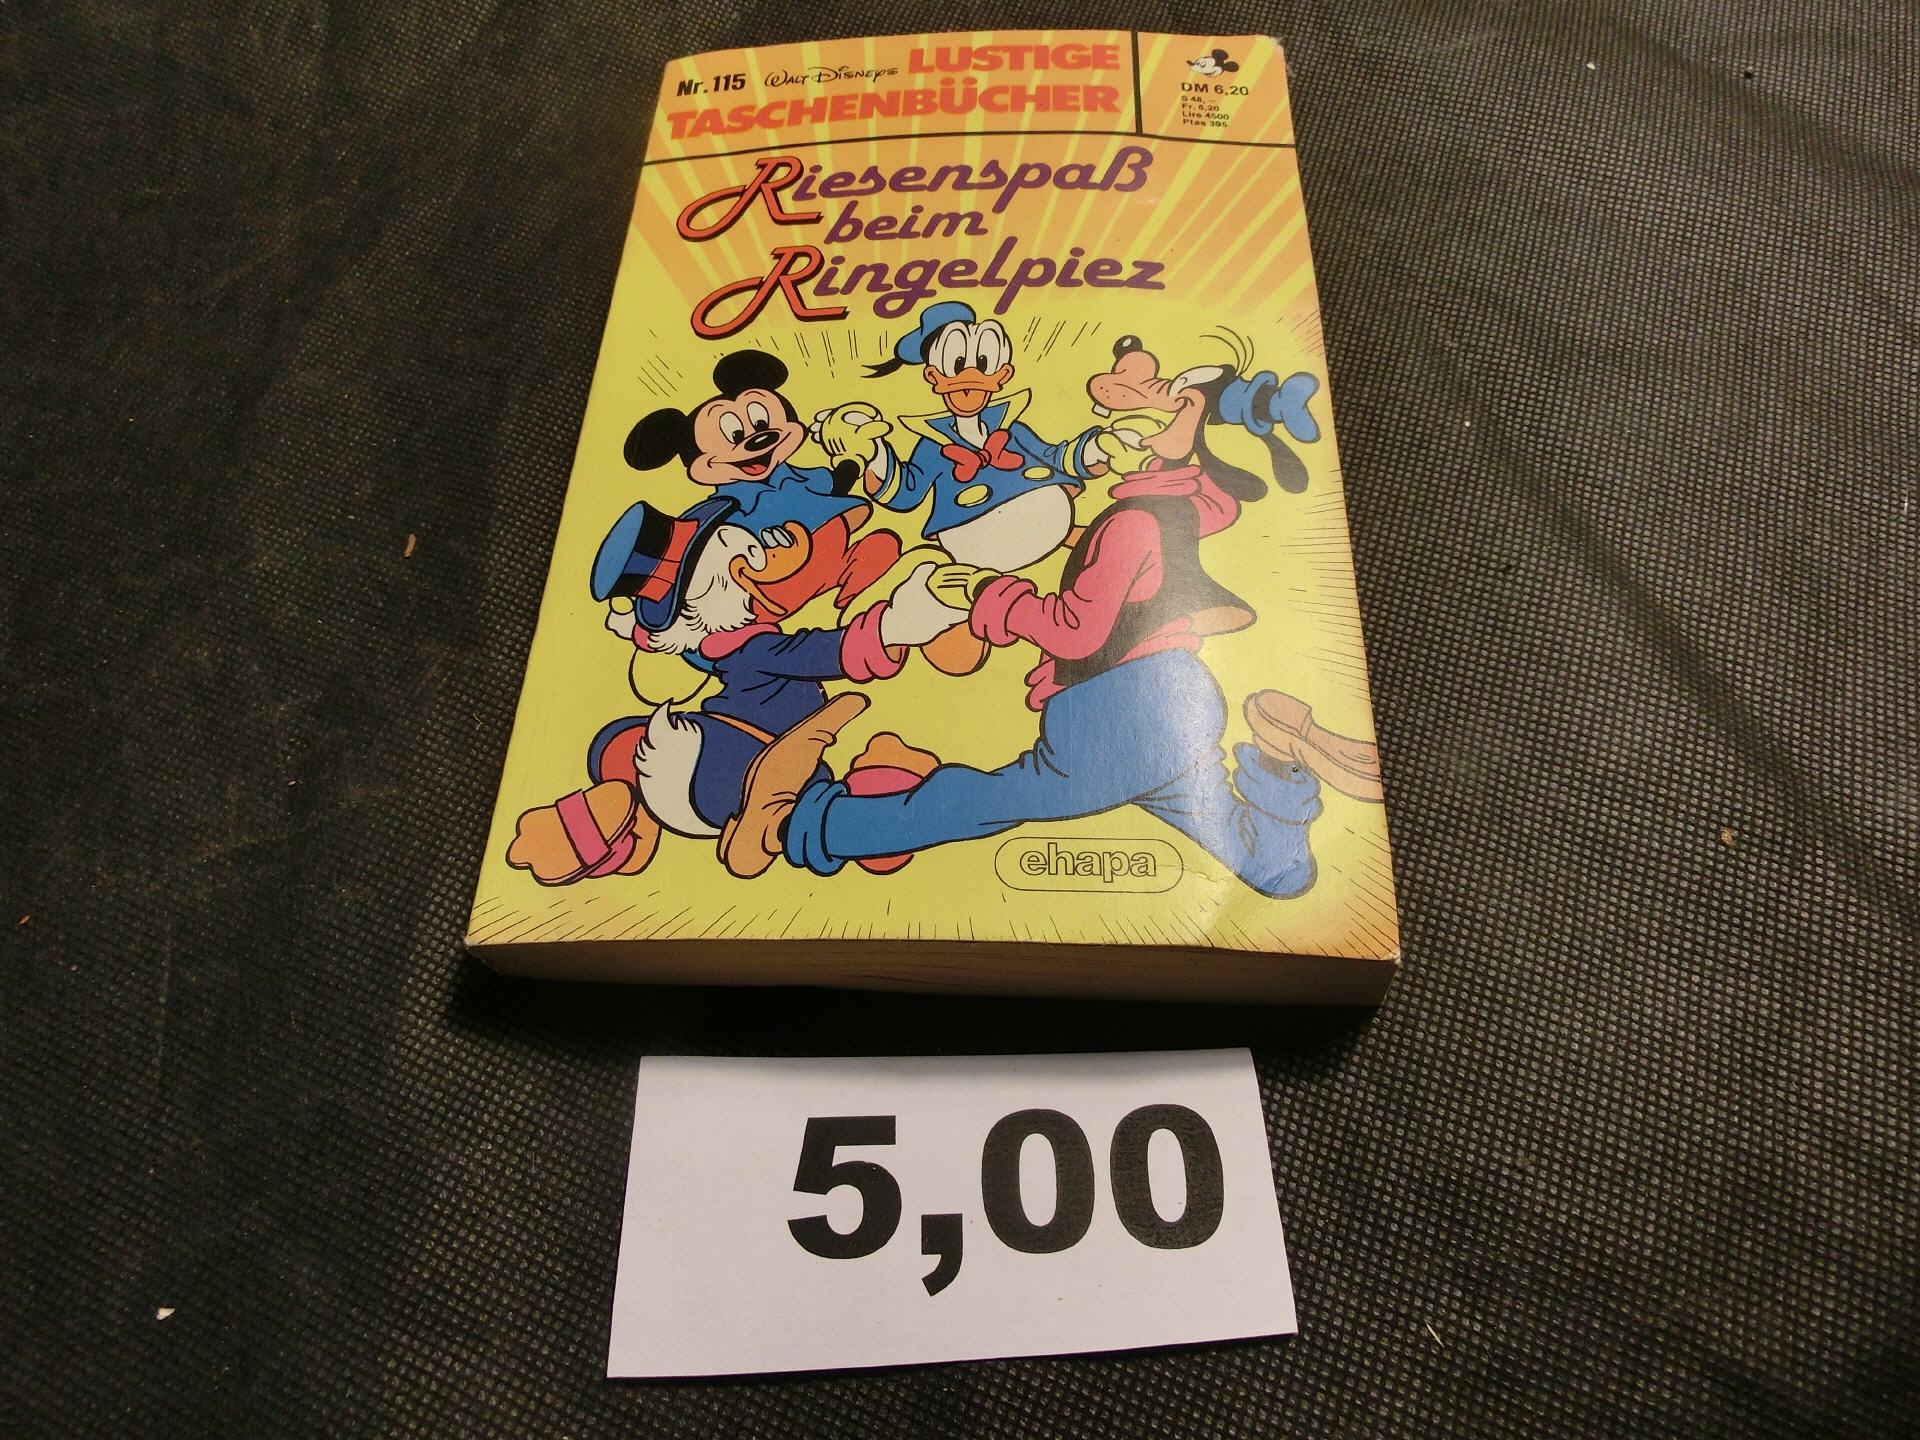 Nr. 115 WALT DISNEYS LUSTIGE
TASCHENBÜCHER
DM 6,20
S 48,–
Fr. 6,20
Lire 4500
Ptas 395
Riesenspaß
beim
Ringelpiez
ehapa
5,00